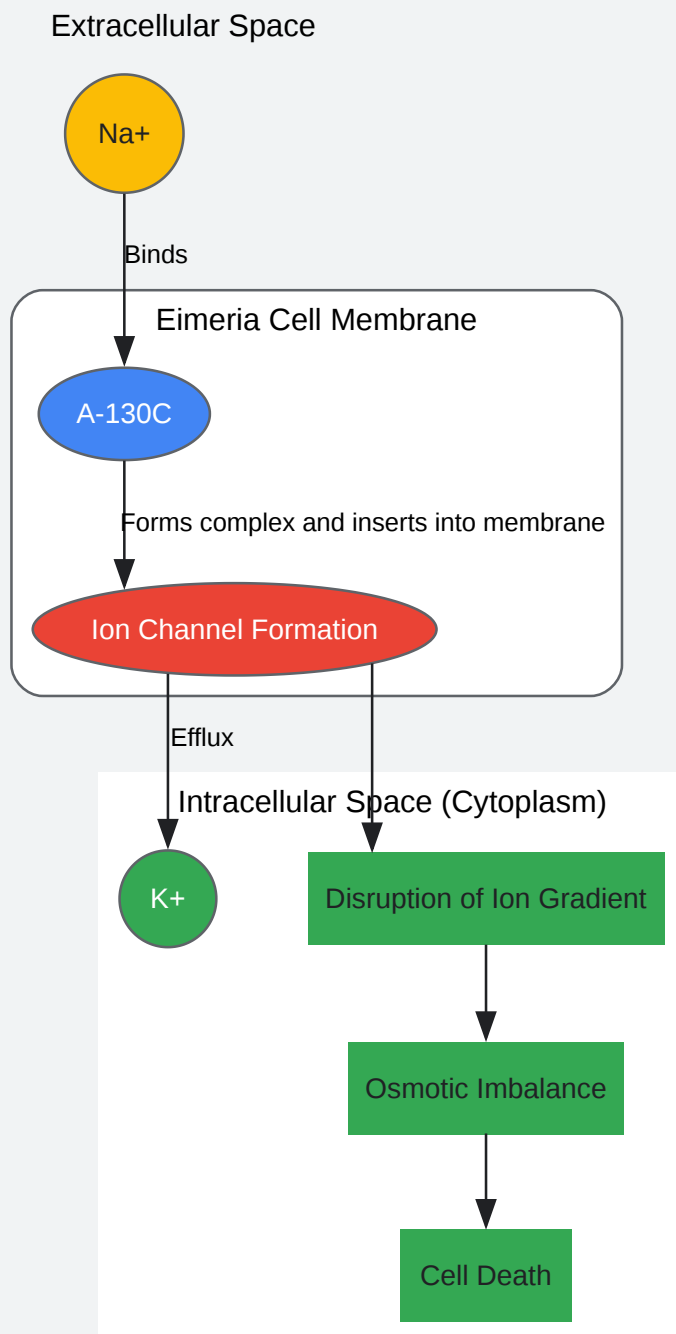 Extracellular Space
Na+
Binds
Eimeria Cell Membrane
A-130C
Forms complex and inserts into membrane
Ion Channel Formation
Efflux
Intracellular Space (Cytoplasm)
K+
Disruption of Ion Gradient
Osmotic Imbalance
Cell Death